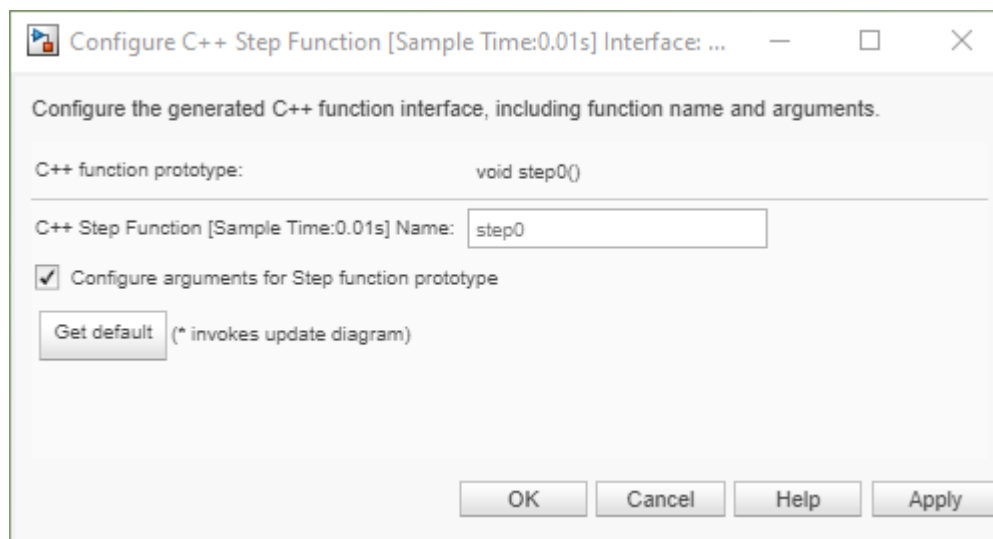 Configure C++ Step Function [Sample Time:0.01s] Interface: ...
Configure the generated C++ function interface, including function name and arguments.
C++ function prototype: void step0()
C++ Step Function [Sample Time:0.01s] Name: step0
Configure arguments for Step function prototype
Get default (* invokes update diagram)
OK Cancel Help Apply